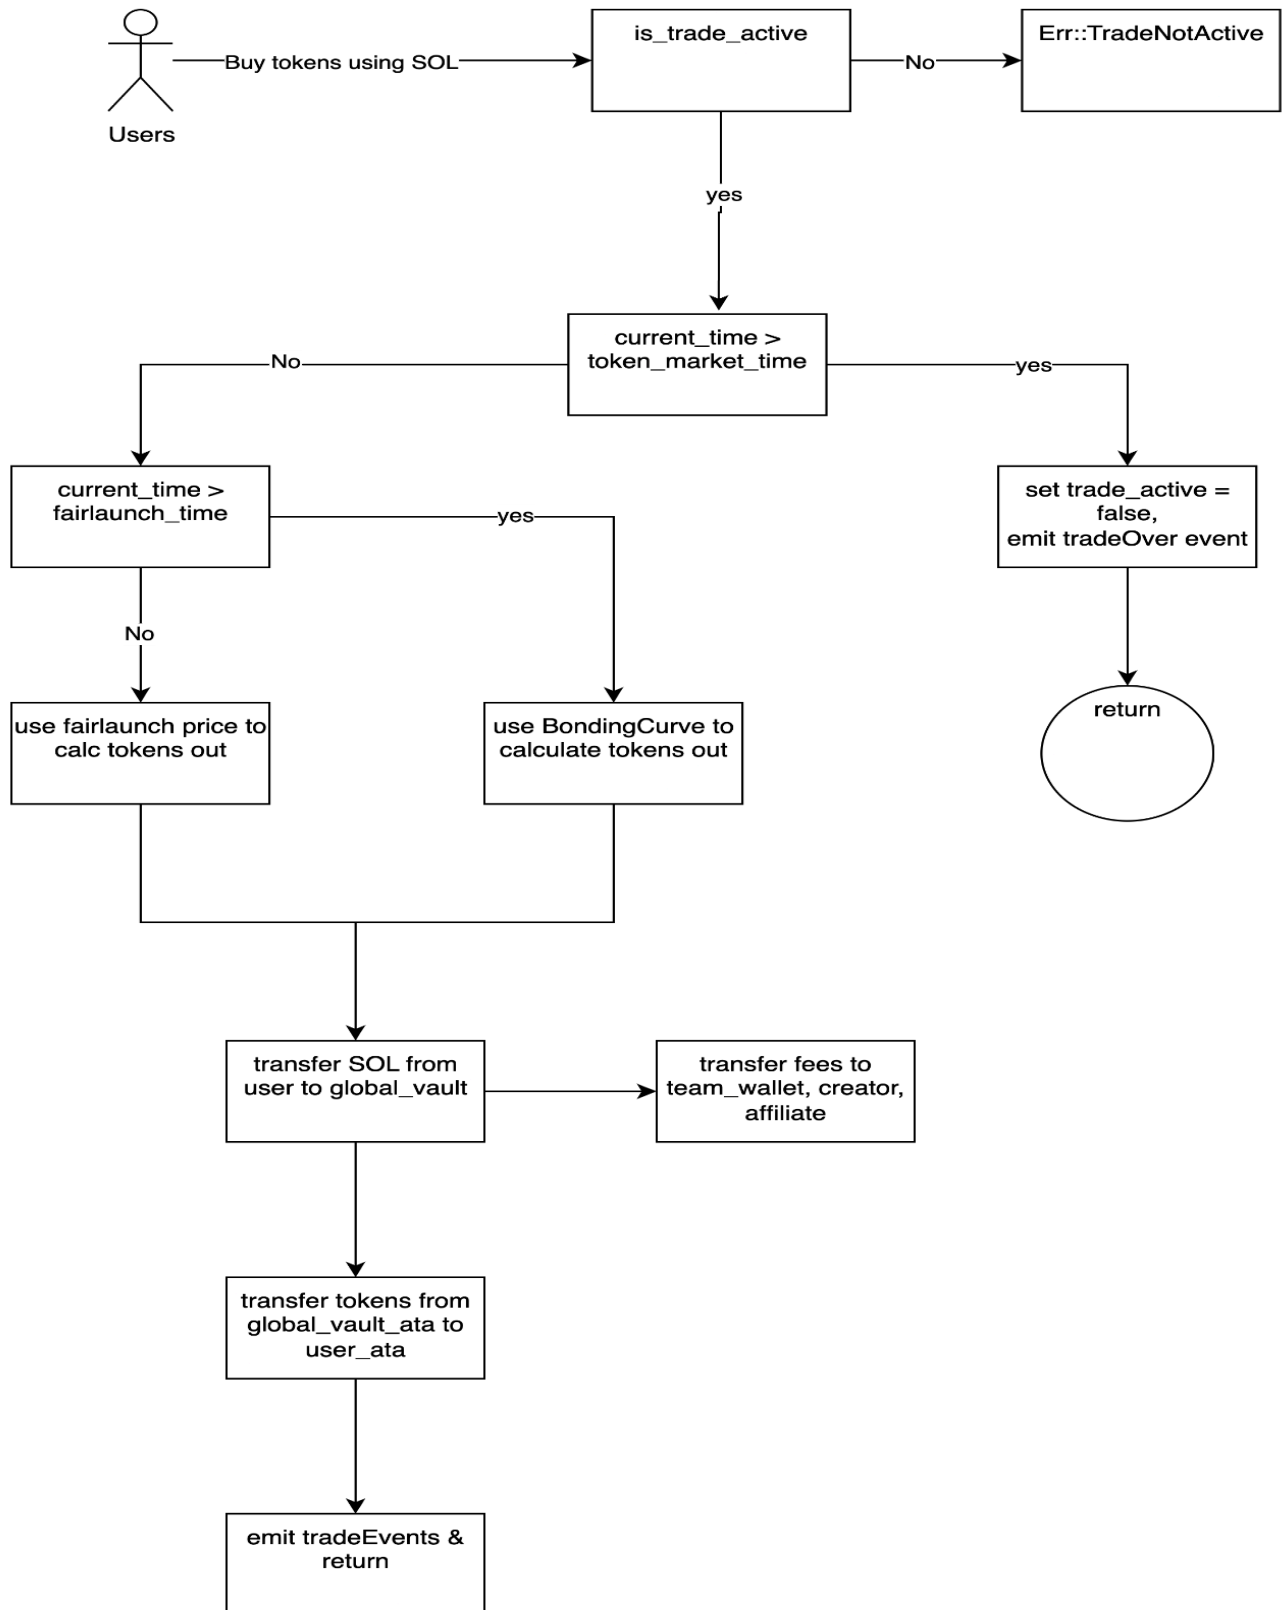 Buy tokens using SOL
is_trade_active
No
Err::TradeNotActive
Users
yes
current_time >
token_market_time
No
yes
current_time >
fairlaunch_time
yes
set trade_active =
false,
emit tradeOver event
No
use fairlaunch price to
calc tokens out
use BondingCurve to
calculate tokens out
return
transfer SOL from
user to global_vault
transfer fees to
team_wallet, creator,
affiliate
transfer tokens from
global_vault_ata to
user_ata
emit tradeEvents &
return